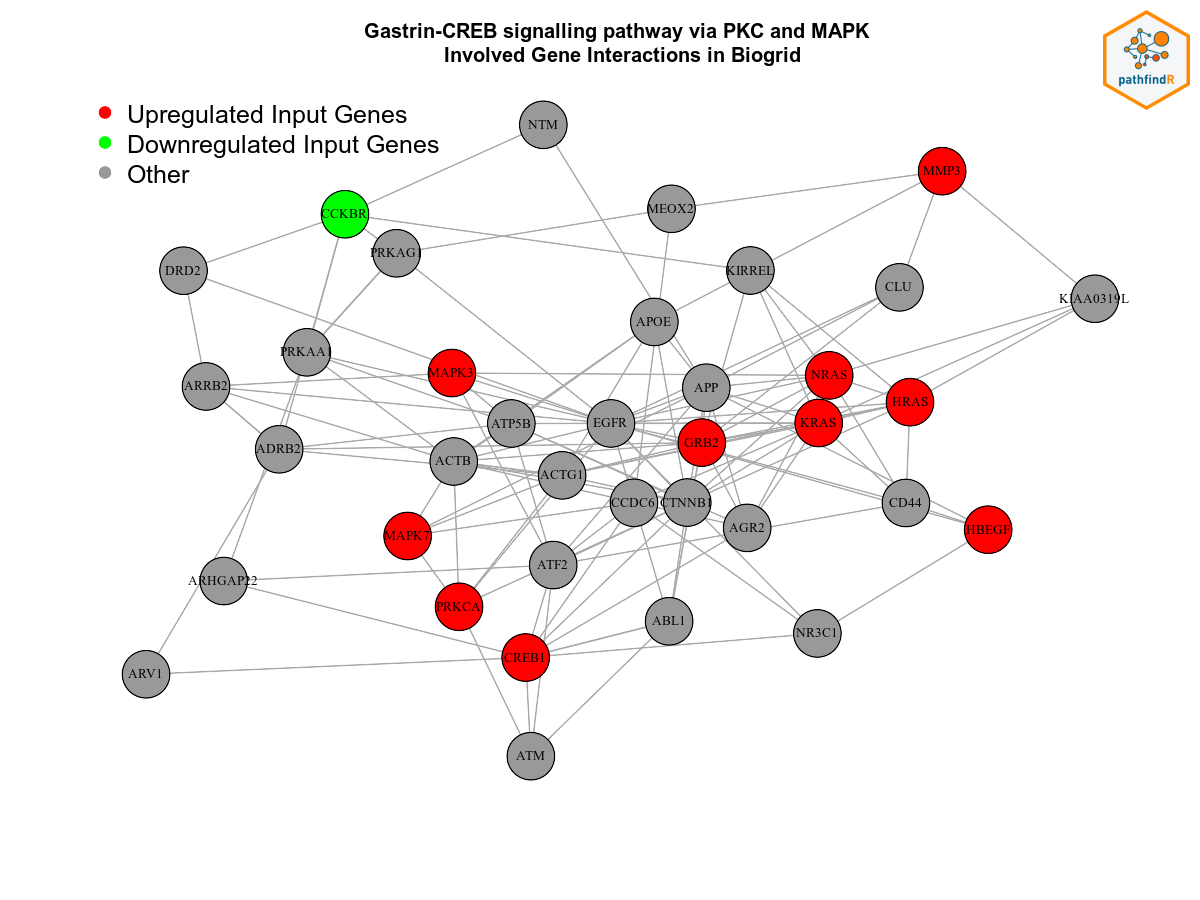 Gastrin-CREB signalling pathway via PKC and MAPK
Involved Gene Interactions in Biogrid
pathfindR
Upregulated Input Genes
Downregulated Input Genes
Other
NTM
MMP3
MEOX2
CCKBR
PRKAG1
DRD2
KIRREL
CLU
KIAA0319L
APOE
PRKAA1
MAPK3
NRAS
ARRB2
APP
HRAS
ATP5B
EGFR
KRAS
GRB2
ADRB2
ACTB
ACTG1
CCDC6
CTNNB1
CD44
AGR2
HBEGF
MAPK7
ATF2
ARHGAP22
PRKCA
ABL1
NR3C1
CREB1
ARV1
ATM